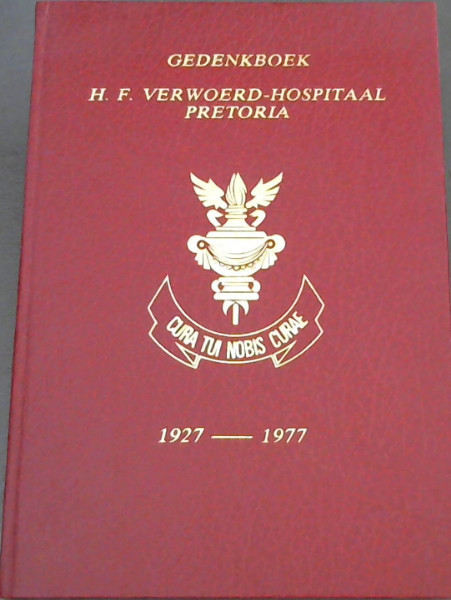 GEDENKBOEK
H. F. VERWOERD-HOSPITAAL
PRETORIA
CURA TUI NOBIS CURAE
1927 — 1977